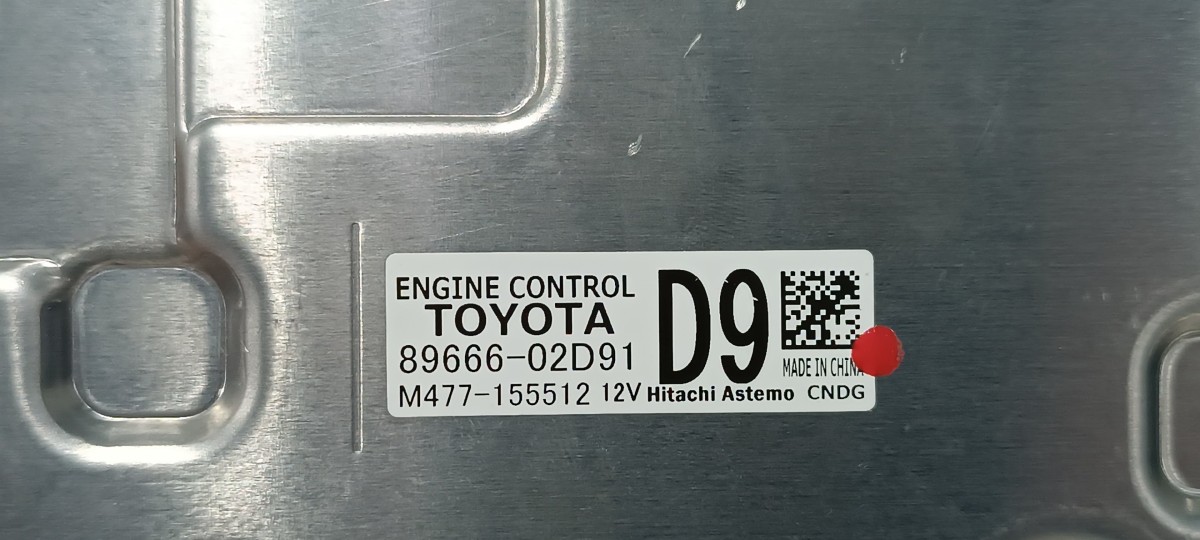 ENGINE CONTROL
TOYOTA
89666-02D91
M477-155512 12V
D9
Hitachi Astemo
MADE IN CHINA
CNDG